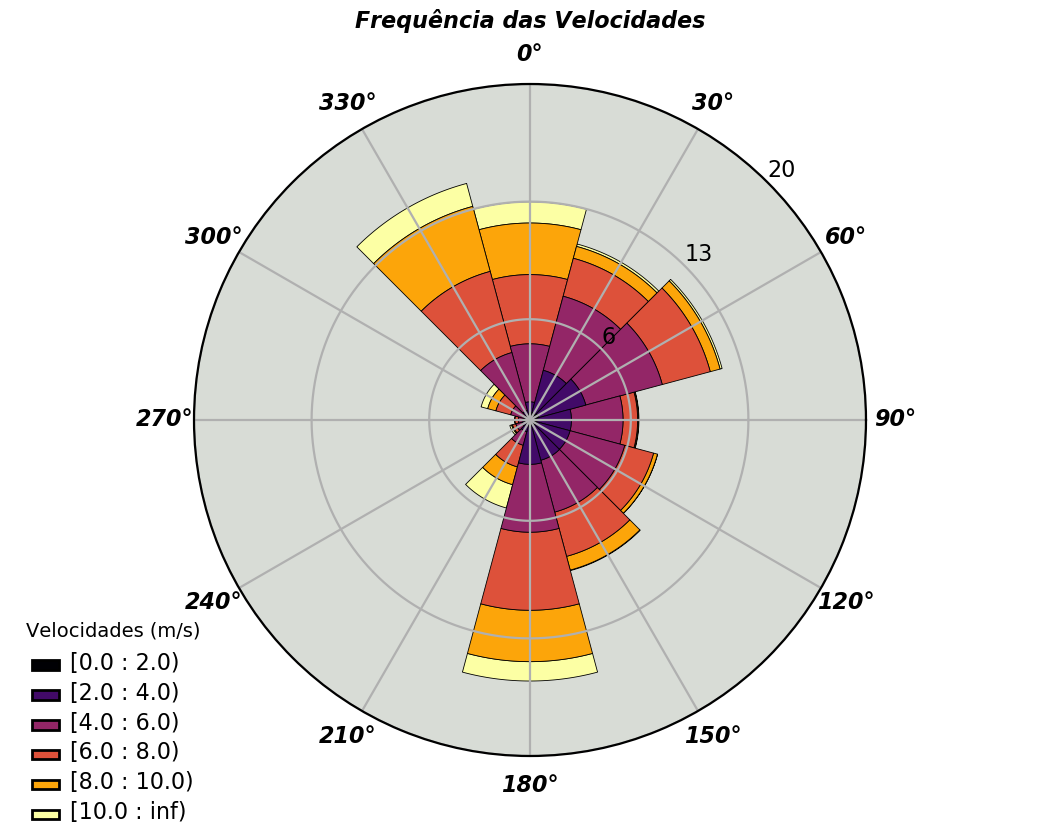 Frequência das Velocidades
0°
330°
30°
20
300°
60°
13
6
270°
90°
240°
120°
210°
150°
180°
Velocidades (m/s)
[0.0 : 2.0)
[2.0 : 4.0)
[4.0 : 6.0)
[6.0 : 8.0)
[8.0 : 10.0)
[10.0 : inf)